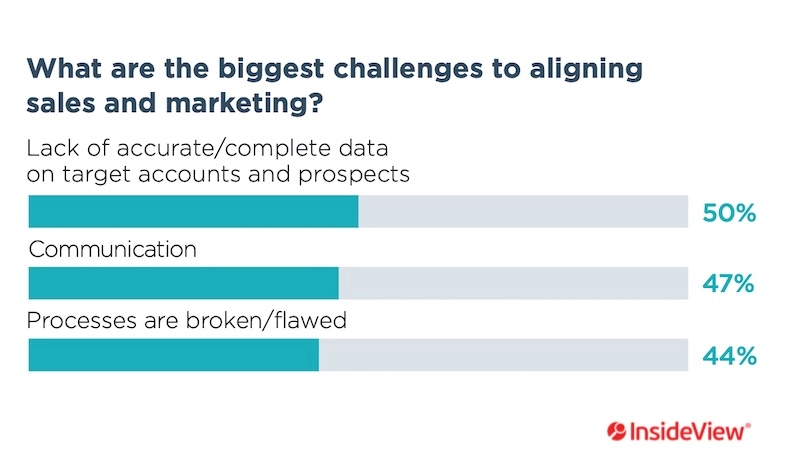 What are the biggest challenges to aligning
sales and marketing?
Lack of accurate/complete data
on target accounts and prospects
50%
Communication
47%
Processes are broken/flawed
44%
InsideView®